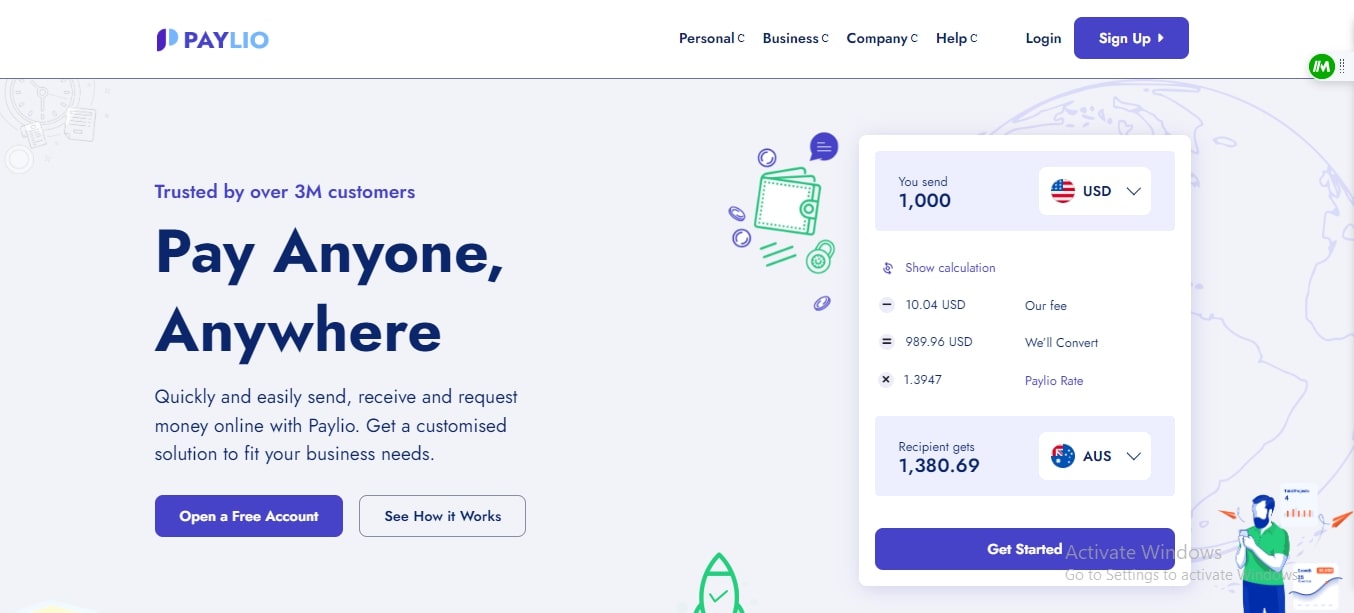 PAYLIO
Personal
Business
Company
Help
Login
Sign Up
Trusted by over 3M customers
Pay Anyone,
Anywhere
Quickly and easily send, receive and request
money online with Paylio. Get a customised
solution to fit your business needs.
Open a Free Account
See How it Works
You send
1,000
USD
Show calculation
10.04 USD
Our fee
989.96 USD
We'll Convert
1.3947
Paylio Rate
Recipient gets
1,380.69
AUS
Get Started
Activate Windows
Go to Settings to activate Windows.